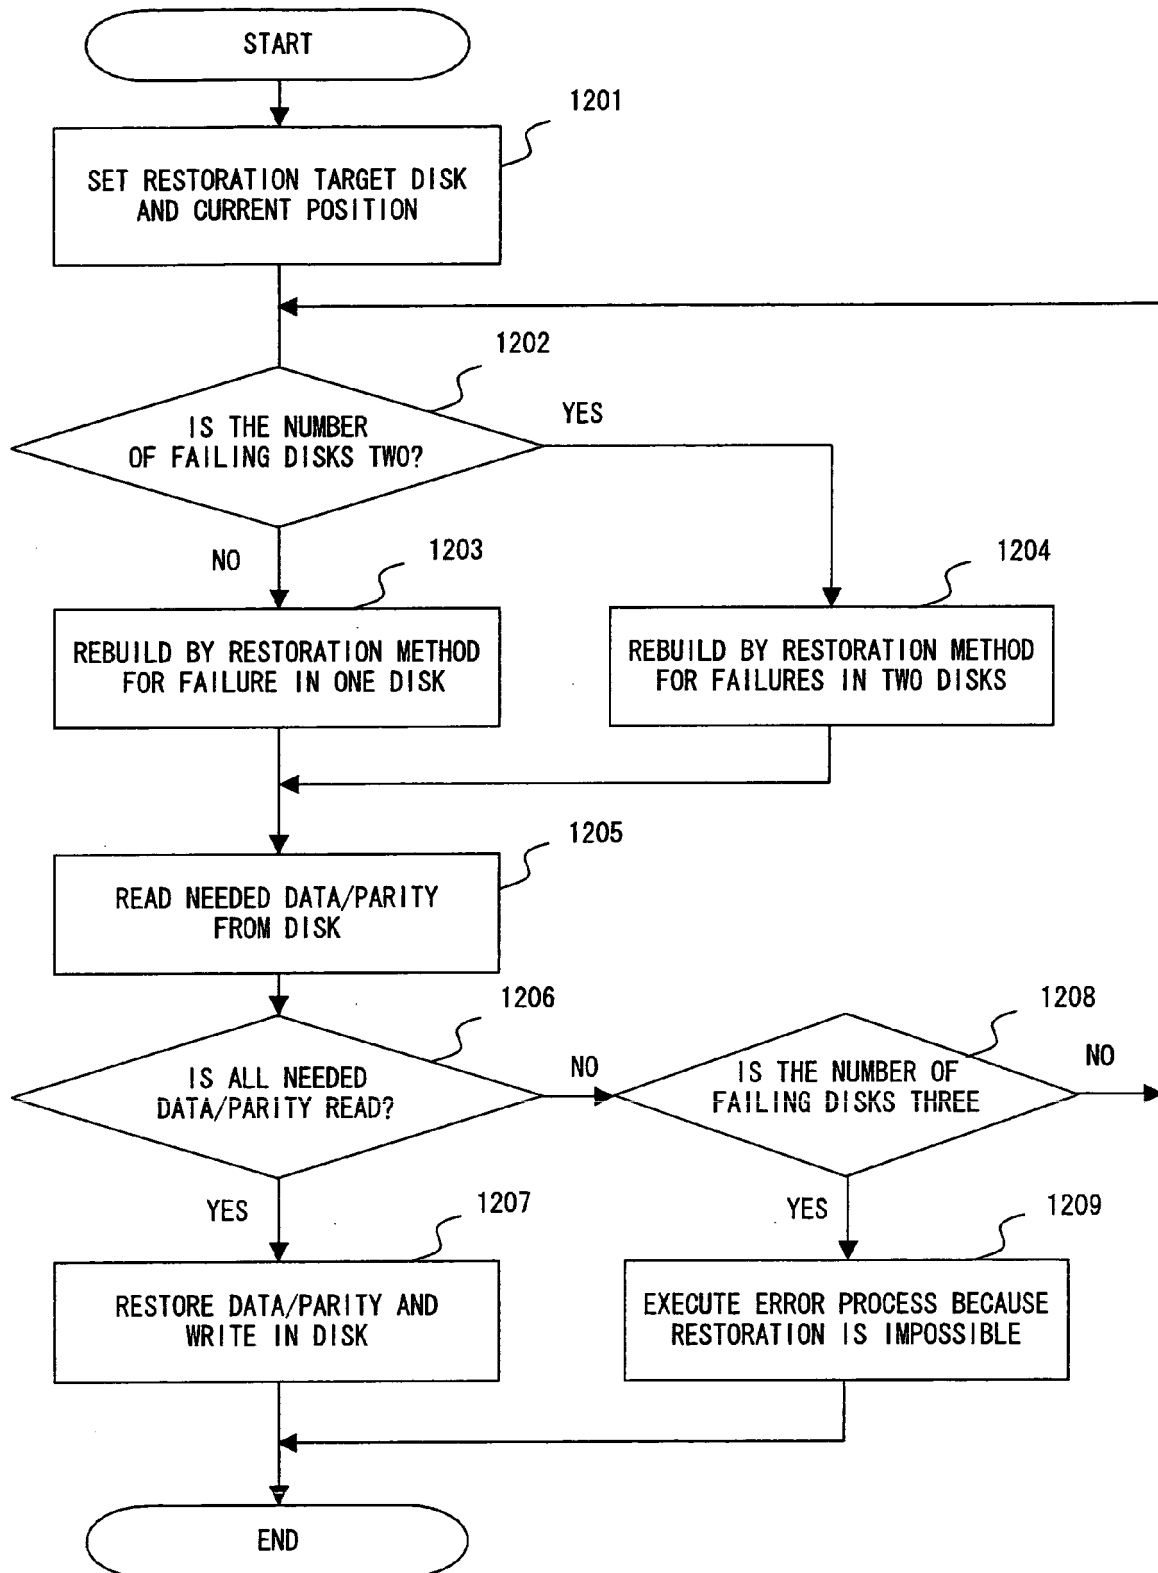 START
1201
SET RESTORATION TARGET DISK
AND CURRENT POSITION
1202
IS THE NUMBER
OF FAILING DISKS TWO?
YES
NO
1203
1204
REBUILD BY RESTORATION METHOD
FOR FAILURE IN ONE DISK
REBUILD BY RESTORATION METHOD
FOR FAILURES IN TWO DISKS
1205
READ NEEDED DATA/PARITY
FROM DISK
1206
1208
IS ALL NEEDED
DATA/PARITY READ?
NO
IS THE NUMBER OF
FAILING DISKS THREE
NO
YES
1207
YES
1209
RESTORE DATA/PARITY AND
WRITE IN DISK
EXECUTE ERROR PROCESS BECAUSE
RESTORATION IS IMPOSSIBLE
END